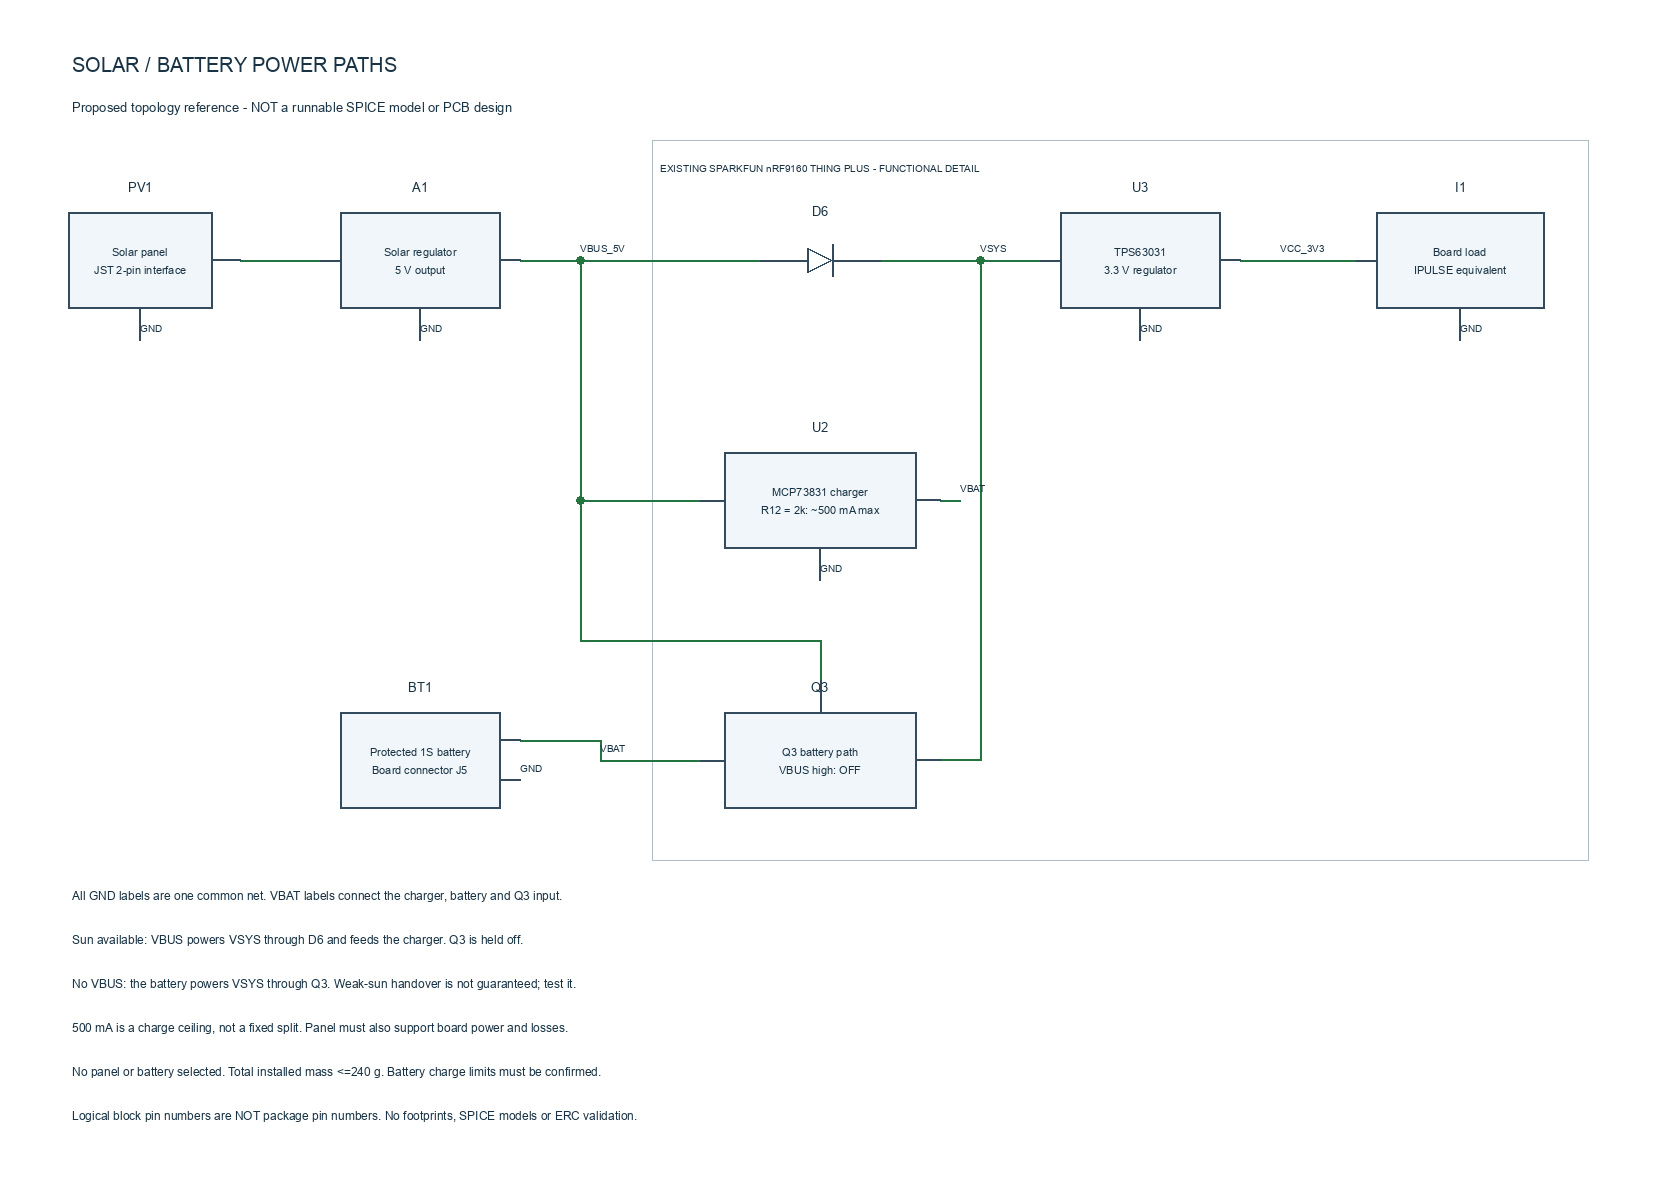 SOLAR / BATTERY POWER PATHS
Proposed topology reference - NOT a runnable SPICE model or PCB design
EXISTING SPARKFUN nRF9160 THING PLUS - FUNCTIONAL DETAIL
PV1
Solar panel
JST 2-pin interface
GND
A1
Solar regulator
5 V output
GND
VBUS_5V
D6
VSYS
U3
TPS63031
3.3 V regulator
GND
VCC_3V3
I1
Board load
IPULSE equivalent
GND
U2
MCP73831 charger
R12 = 2k: ~500 mA max
VBAT
GND
BT1
Protected 1S battery
Board connector J5
VBAT
GND
Q3
Q3 battery path
VBUS high: OFF
All GND labels are one common net. VBAT labels connect the charger, battery and Q3 input.
Sun available: VBUS powers VSYS through D6 and feeds the charger. Q3 is held off.
No VBUS: the battery powers VSYS through Q3. Weak-sun handover is not guaranteed; test it.
500 mA is a charge ceiling, not a fixed split. Panel must also support board power and losses.
No panel or battery selected. Total installed mass <=240 g. Battery charge limits must be confirmed.
Logical block pin numbers are NOT package pin numbers. No footprints, SPICE models or ERC validation.